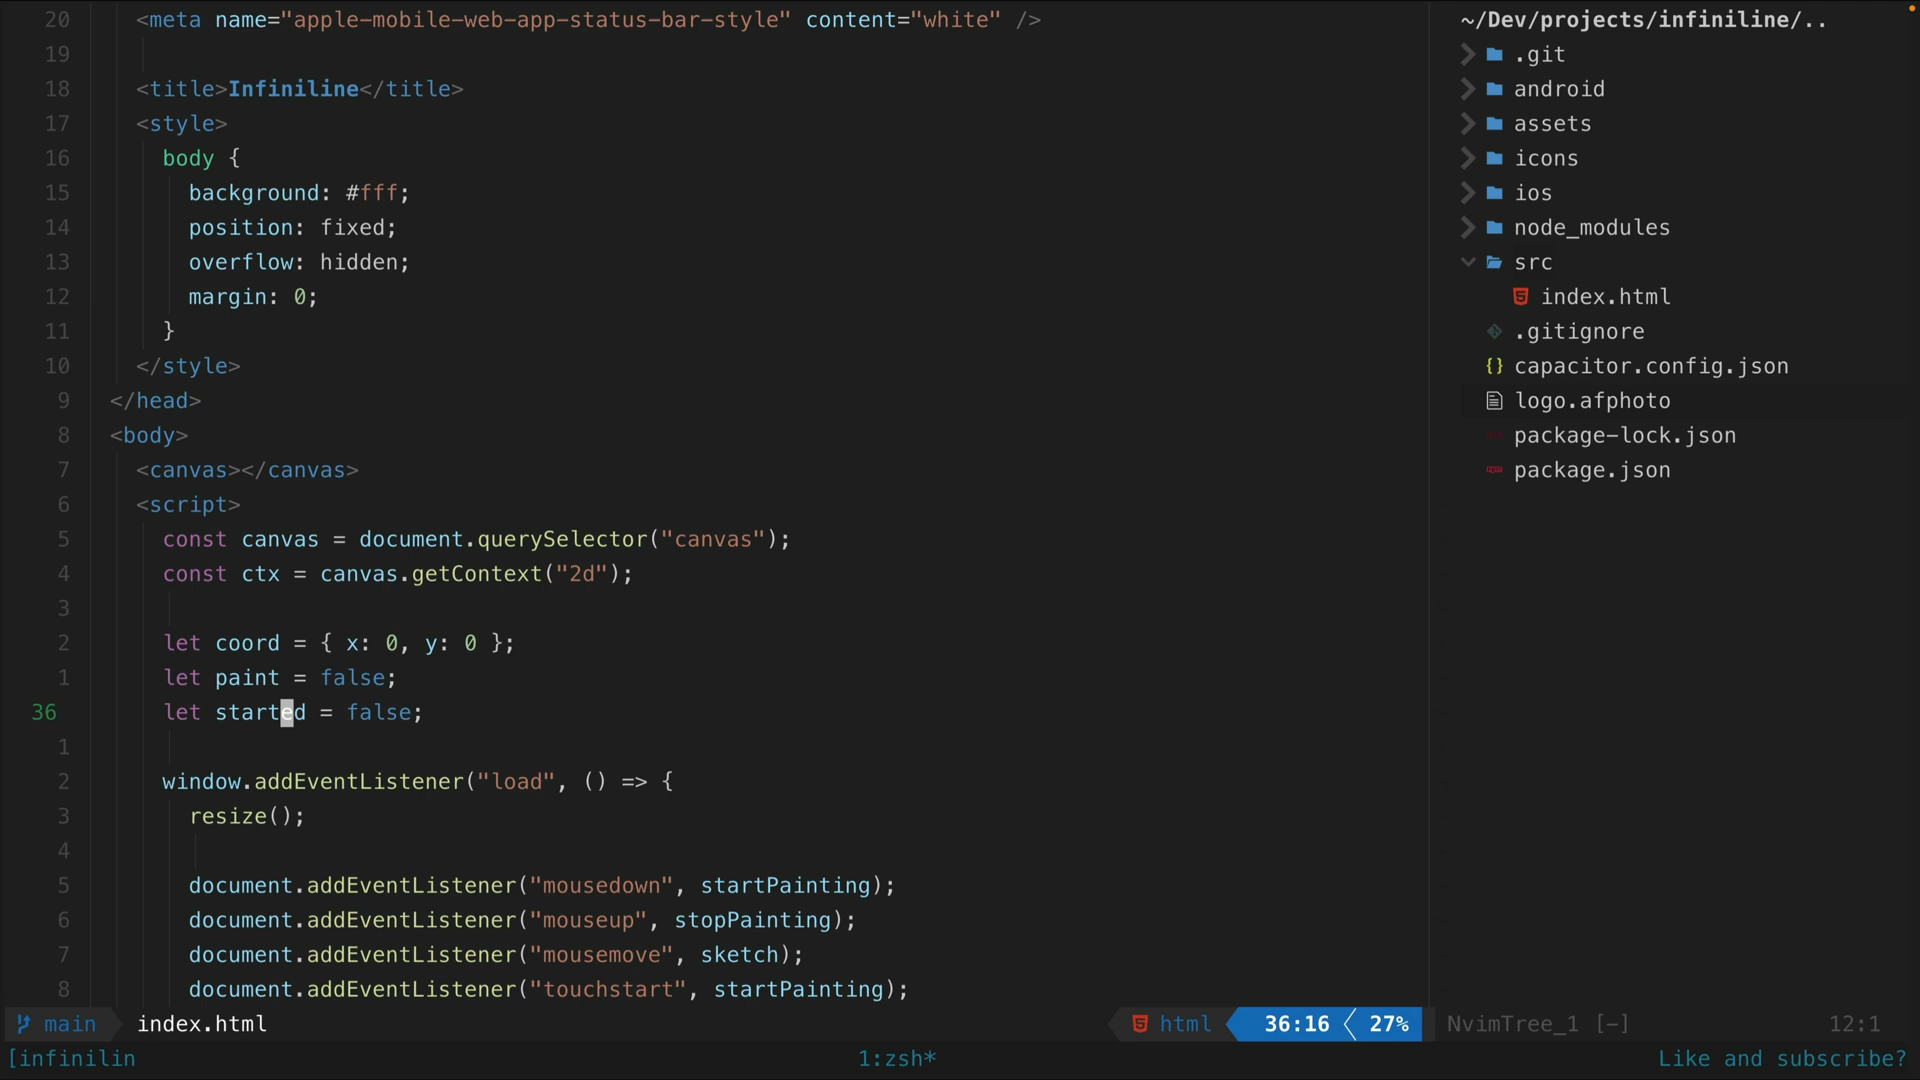 20 <meta name="apple-mobile-web-app-status-bar-style" content="white" />
19
18 <title>Infiniline</title>
17 <style>
16 body {
15 background: #fff;
14 position: fixed;
13 overflow: hidden;
12 margin: 0;
11 }
10 </style>
9 </head>
8 <body>
7 <canvas></canvas>
6 <script>
5 const canvas = document.querySelector("canvas");
4 const ctx = canvas.getContext("2d");
3
2 let coord = { x: 0, y: 0 };
1 let paint = false;
36 let started = false;
1
2 window.addEventListener("load", () => {
3 resize();
4
5 document.addEventListener("mousedown", startPainting);
6 document.addEventListener("mouseup", stopPainting);
7 document.addEventListener("mousemove", sketch);
8 document.addEventListener("touchstart", startPainting);
~/Dev/projects/infiniline/..
.git
android
assets
icons
ios
node_modules
src
index.html
.gitignore
{} capacitor.config.json
logo.afphoto
package-lock.json
package.json
main index.html html 36:16 27% NvimTree_1 [-] 12:1
[infinilin 1:zsh* Like and subscribe?